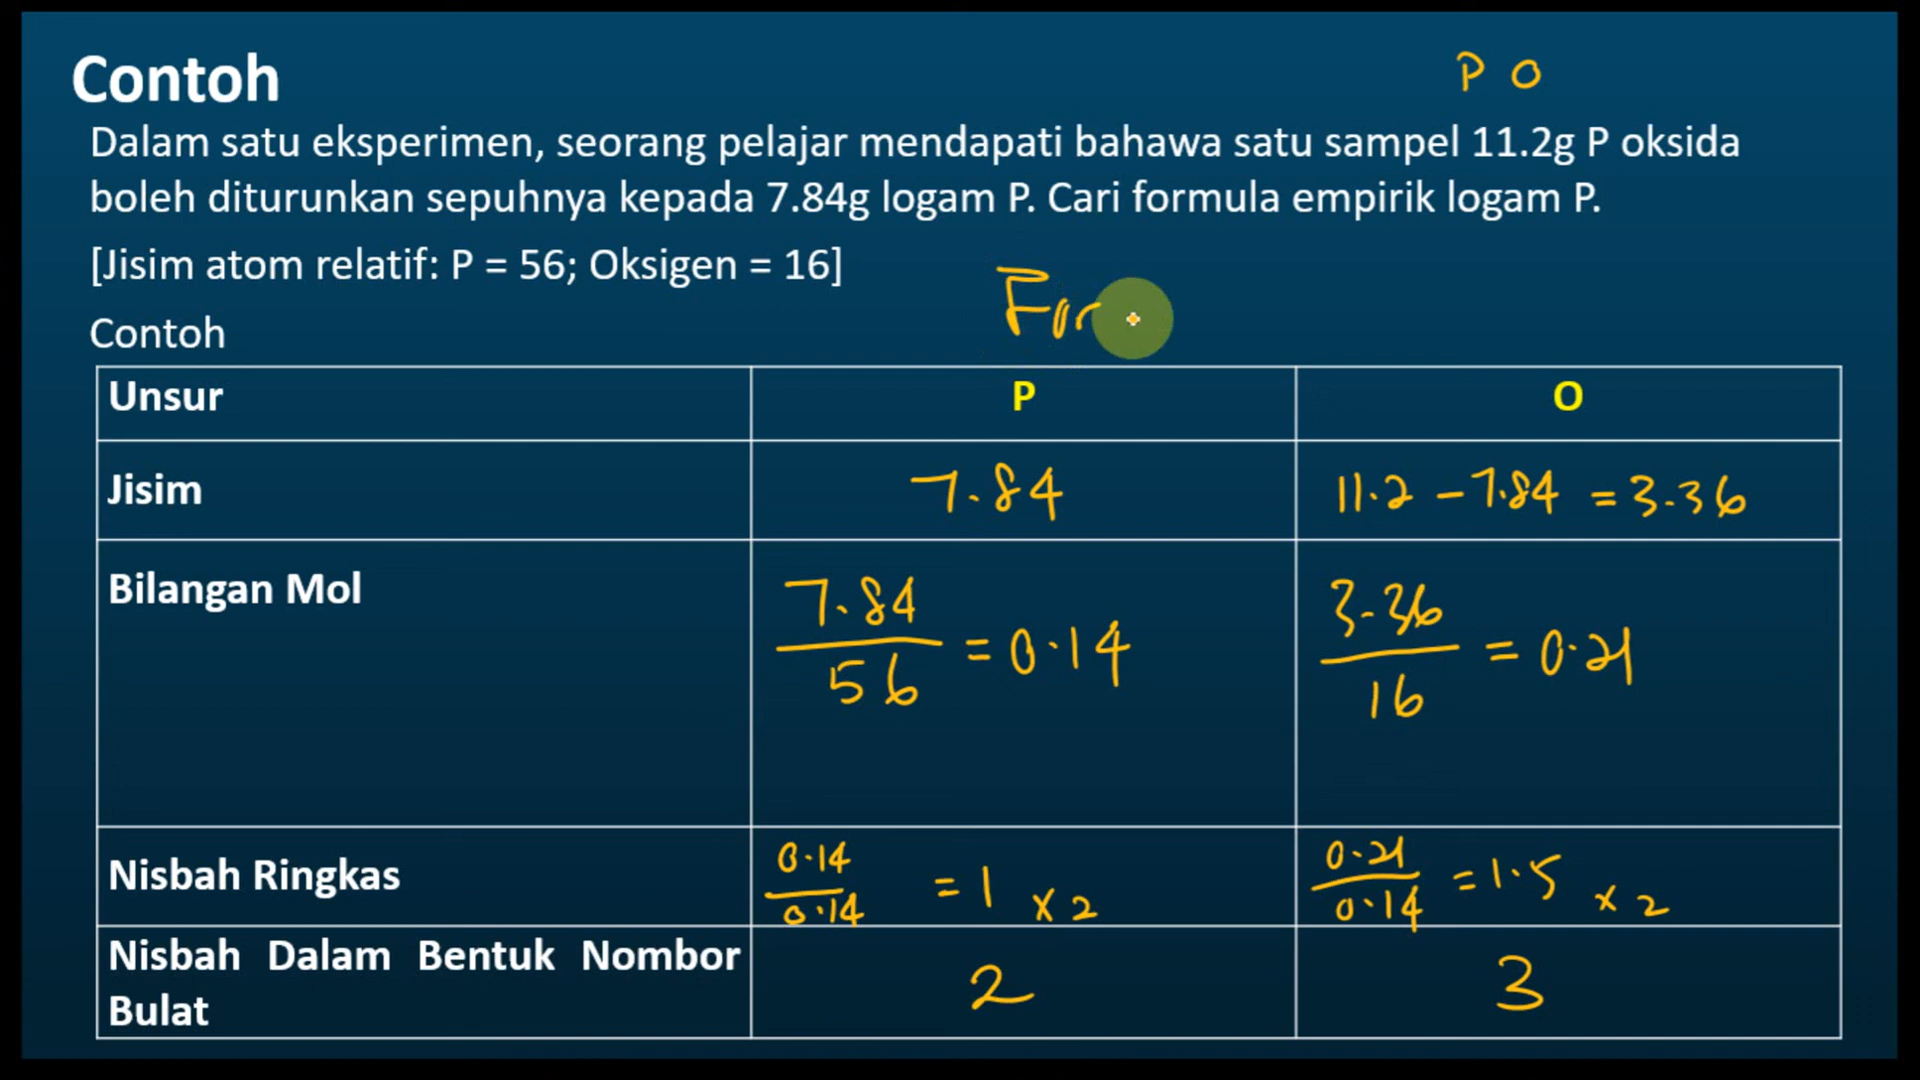 Contoh
P O
Dalam satu eksperimen, seorang pelajar mendapati bahawa satu sampel 11.2g P oksida
boleh diturunkan sepuhnya kepada 7.84g logam P. Cari formula empirik logam P.
[Jisim atom relatif: P = 56; Oksigen = 16]
For
Contoh
Unsur P O
Jisim 7.84 11.2 - 7.84 = 3.36
Bilangan Mol 7.84/56 = 0.14 3.36/16 = 0.21
Nisbah Ringkas 0.14/0.14 = 1 x 2 0.21/0.14 = 1.5 x 2
Nisbah Dalam Bentuk Nombor
Bulat 2 3